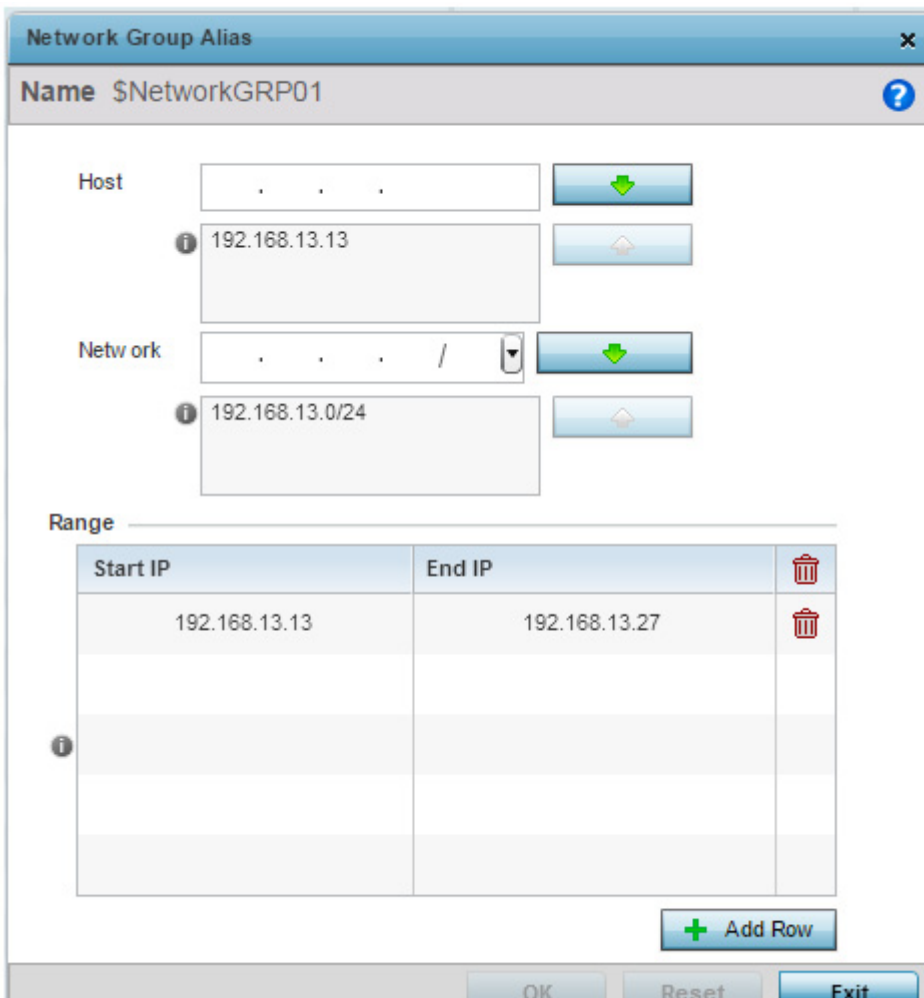 Network Group Alias
Name $NetworkGRP01
Host . . .
192.168.13.13
Netw ork . . . /
192.168.13.0/24
Range
Start IP End IP
192.168.13.13 192.168.13.27
Add Row
OK Reset Exit